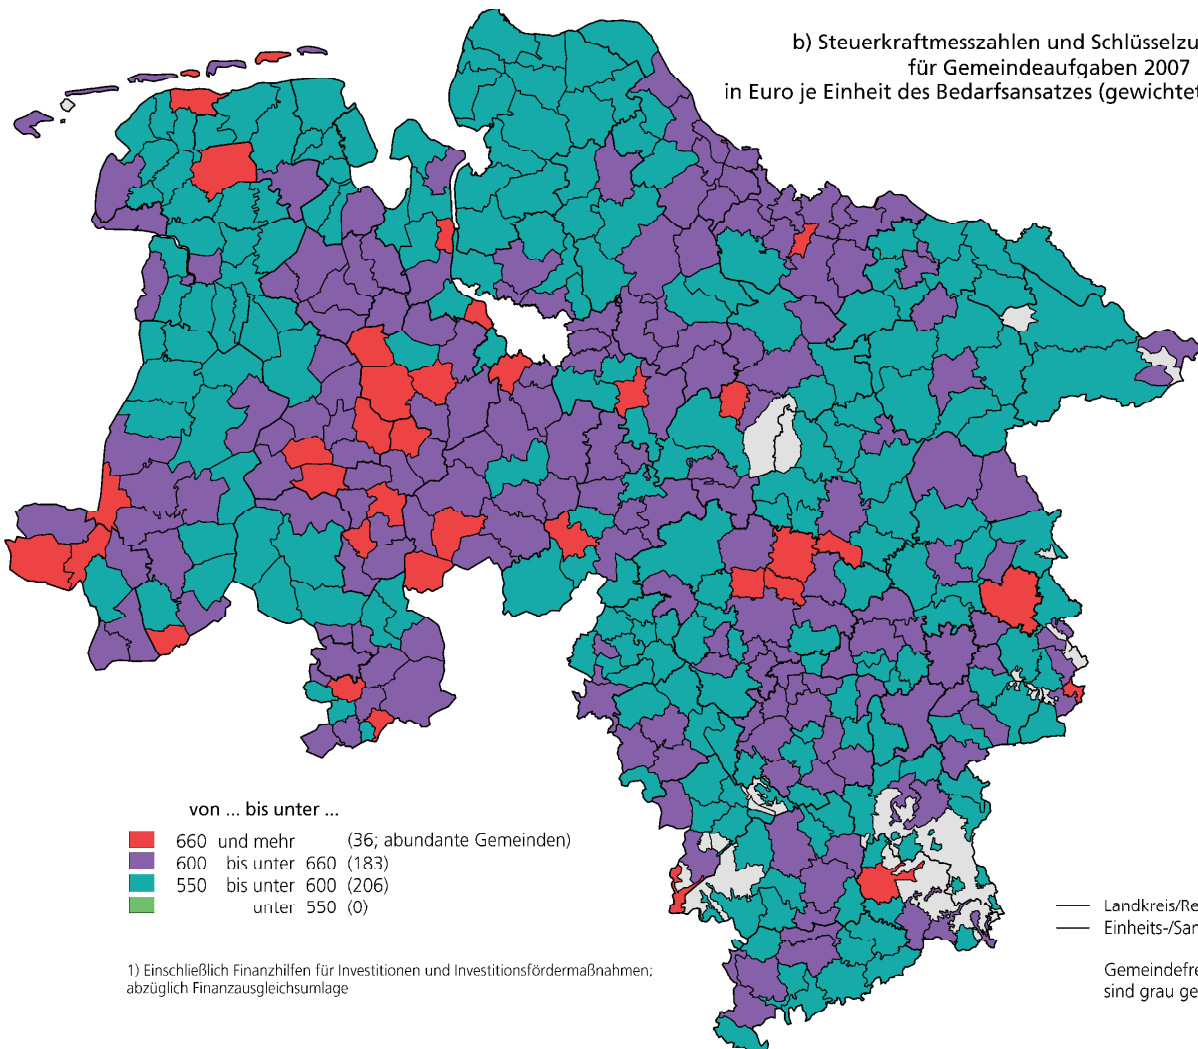 b) Steuerkraftmesszahlen und Schlüsselzu
für Gemeindeaufgaben 2007
in Euro je Einheit des Bedarfsansatzes (gewichtet
von ... bis unter ...
660 und mehr (36; abundante Gemeinden)
600 bis unter 660 (183)
550 bis unter 600 (206)
unter 550 (0)
Landkreis/Re
Einheits-/Sar
1) Einschließlich Finanzhilfen für Investitionen und Investitionsfördermaßnahmen;
abzüglich Finanzausgleichsumlage
Gemeindefre
sind grau ge